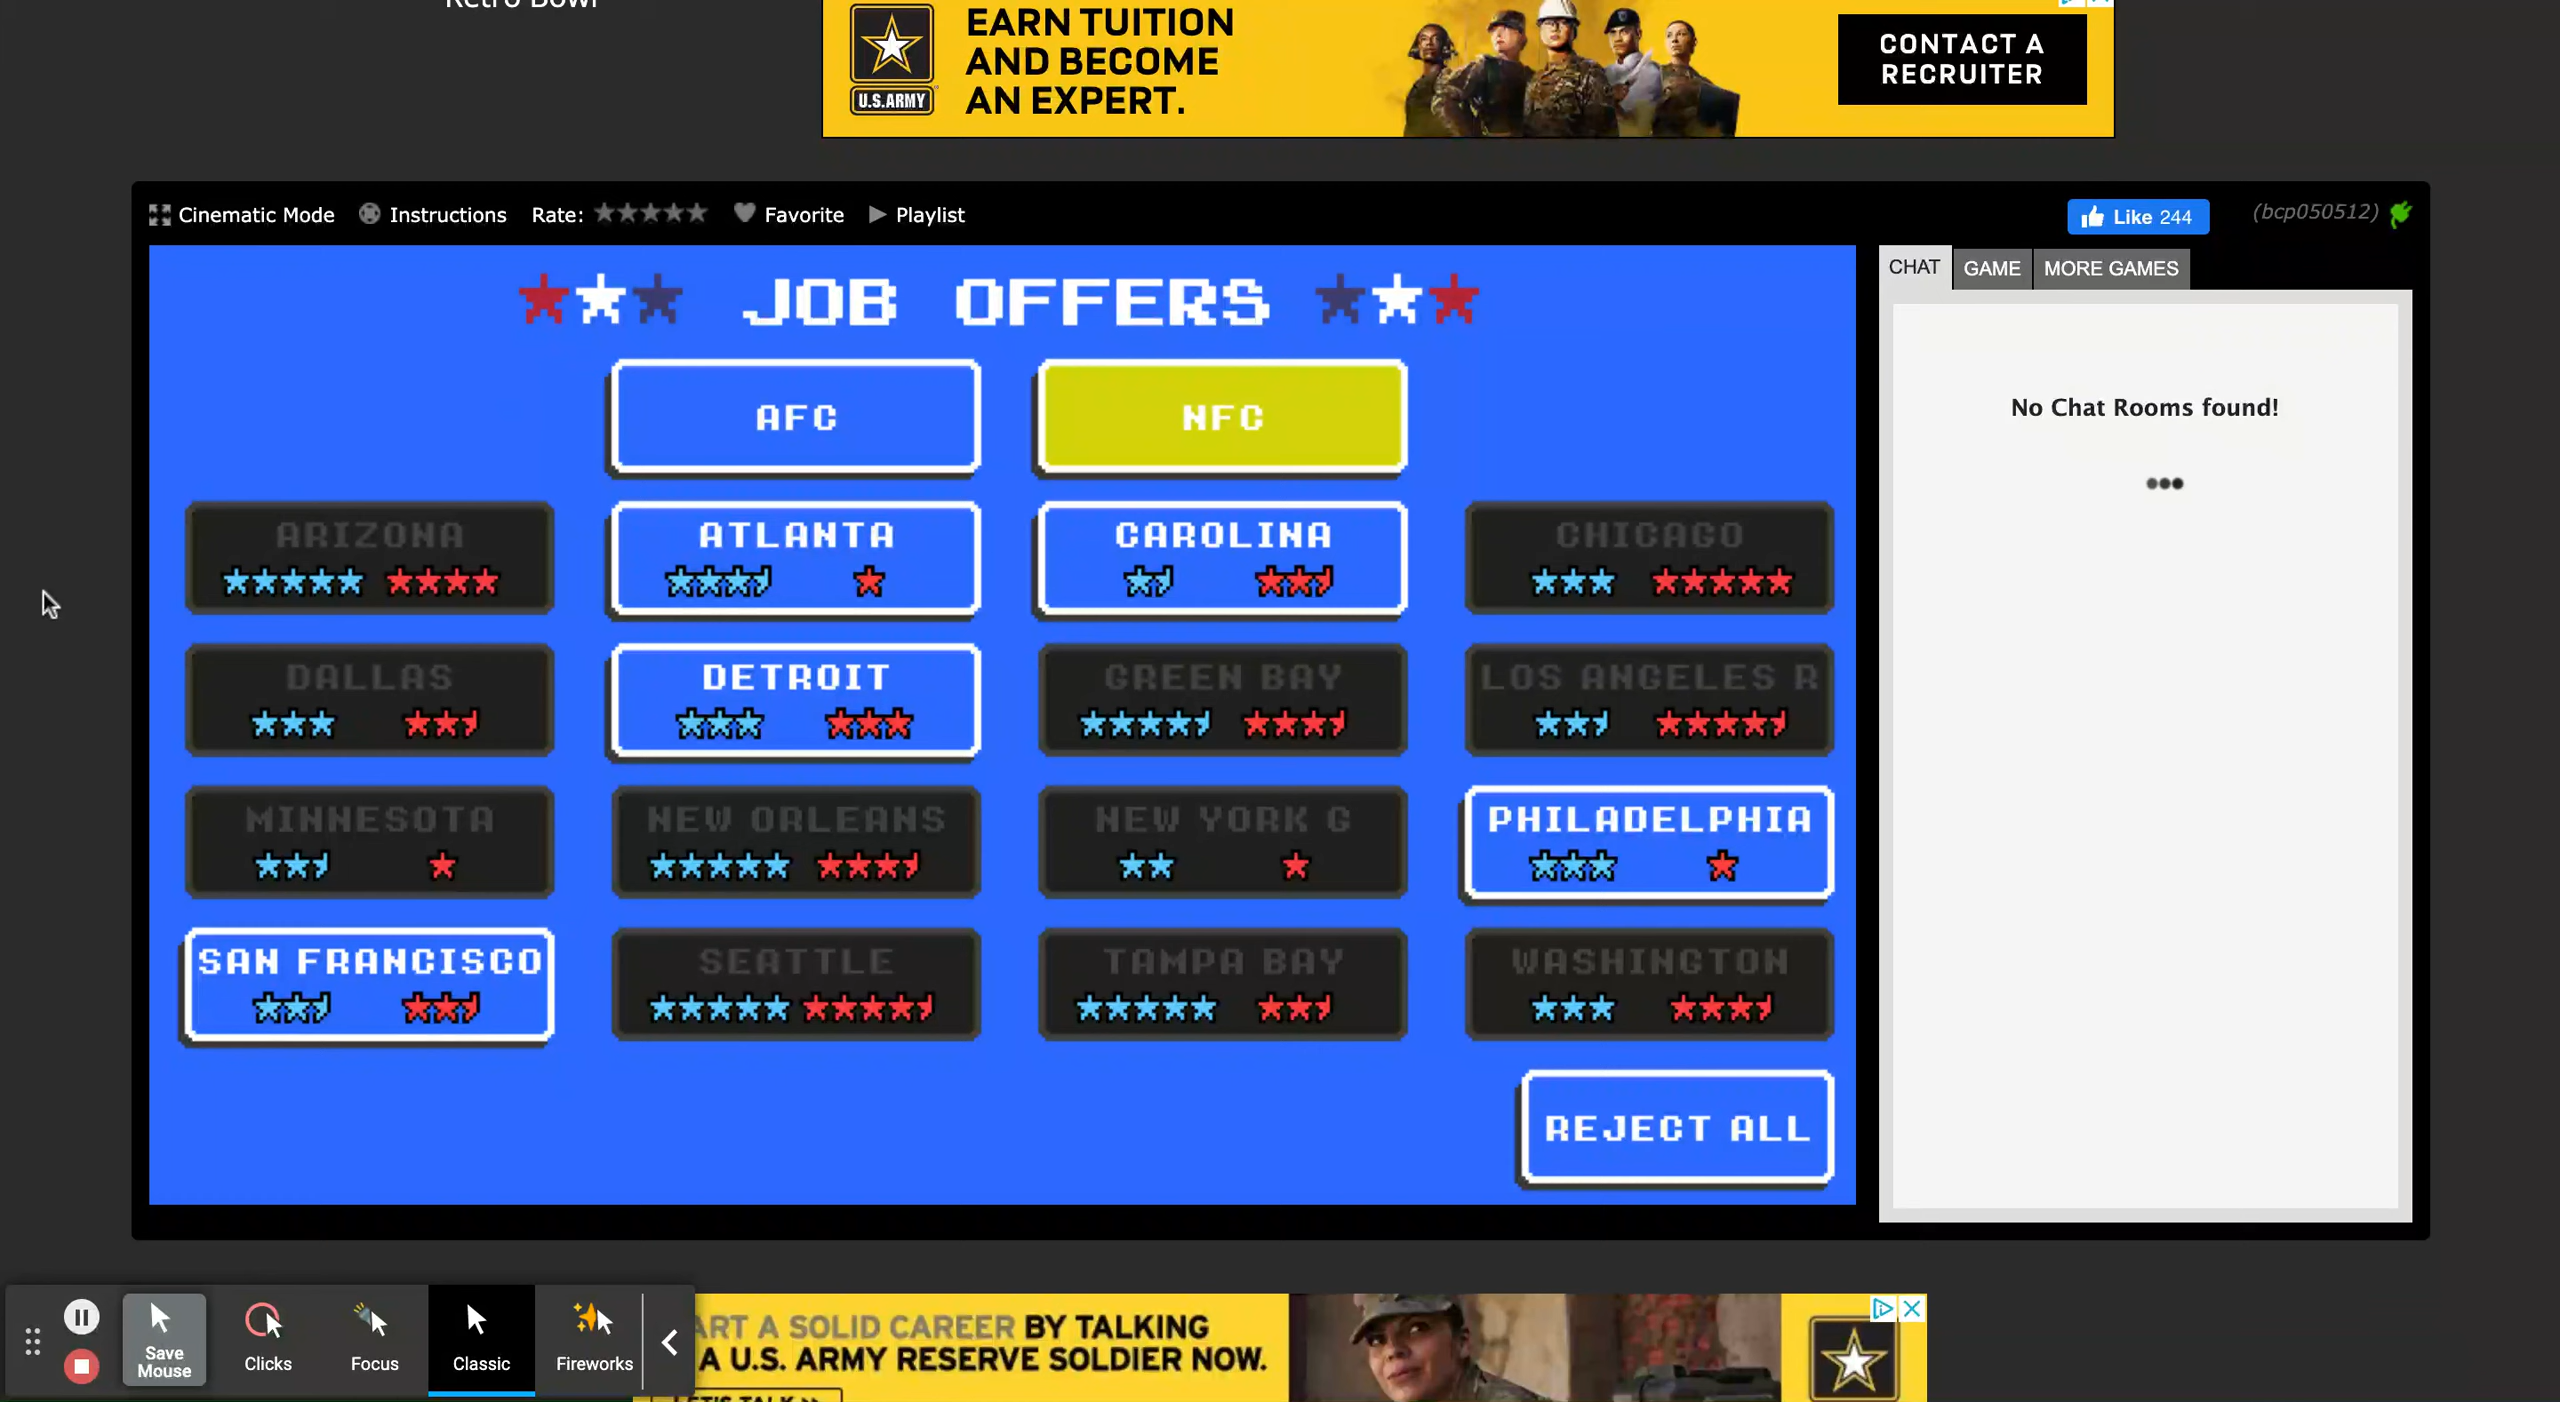 Retro Bowl
EARN TUITION
AND BECOME
AN EXPERT.
U.S.ARMY
CONTACT A
RECRUITER
Cinematic Mode Instructions Rate: Favorite Playlist
Like 244
(bcp050512)
CHAT GAME MORE GAMES
No Chat Rooms found!
JOB OFFERS
AFC NFC
ARIZONA ATLANTA CAROLINA CHICAGO
DALLAS DETROIT GREEN BAY LOS ANGELES R
MINNESOTA NEW ORLEANS NEW YORK G PHILADELPHIA
SAN FRANCISCO SEATTLE TAMPA BAY WASHINGTON
REJECT ALL
Save
Mouse
Clicks Focus Classic Fireworks
ART A SOLID CAREER BY TALKING
A U.S. ARMY RESERVE SOLDIER NOW.
LET'S TALK >>